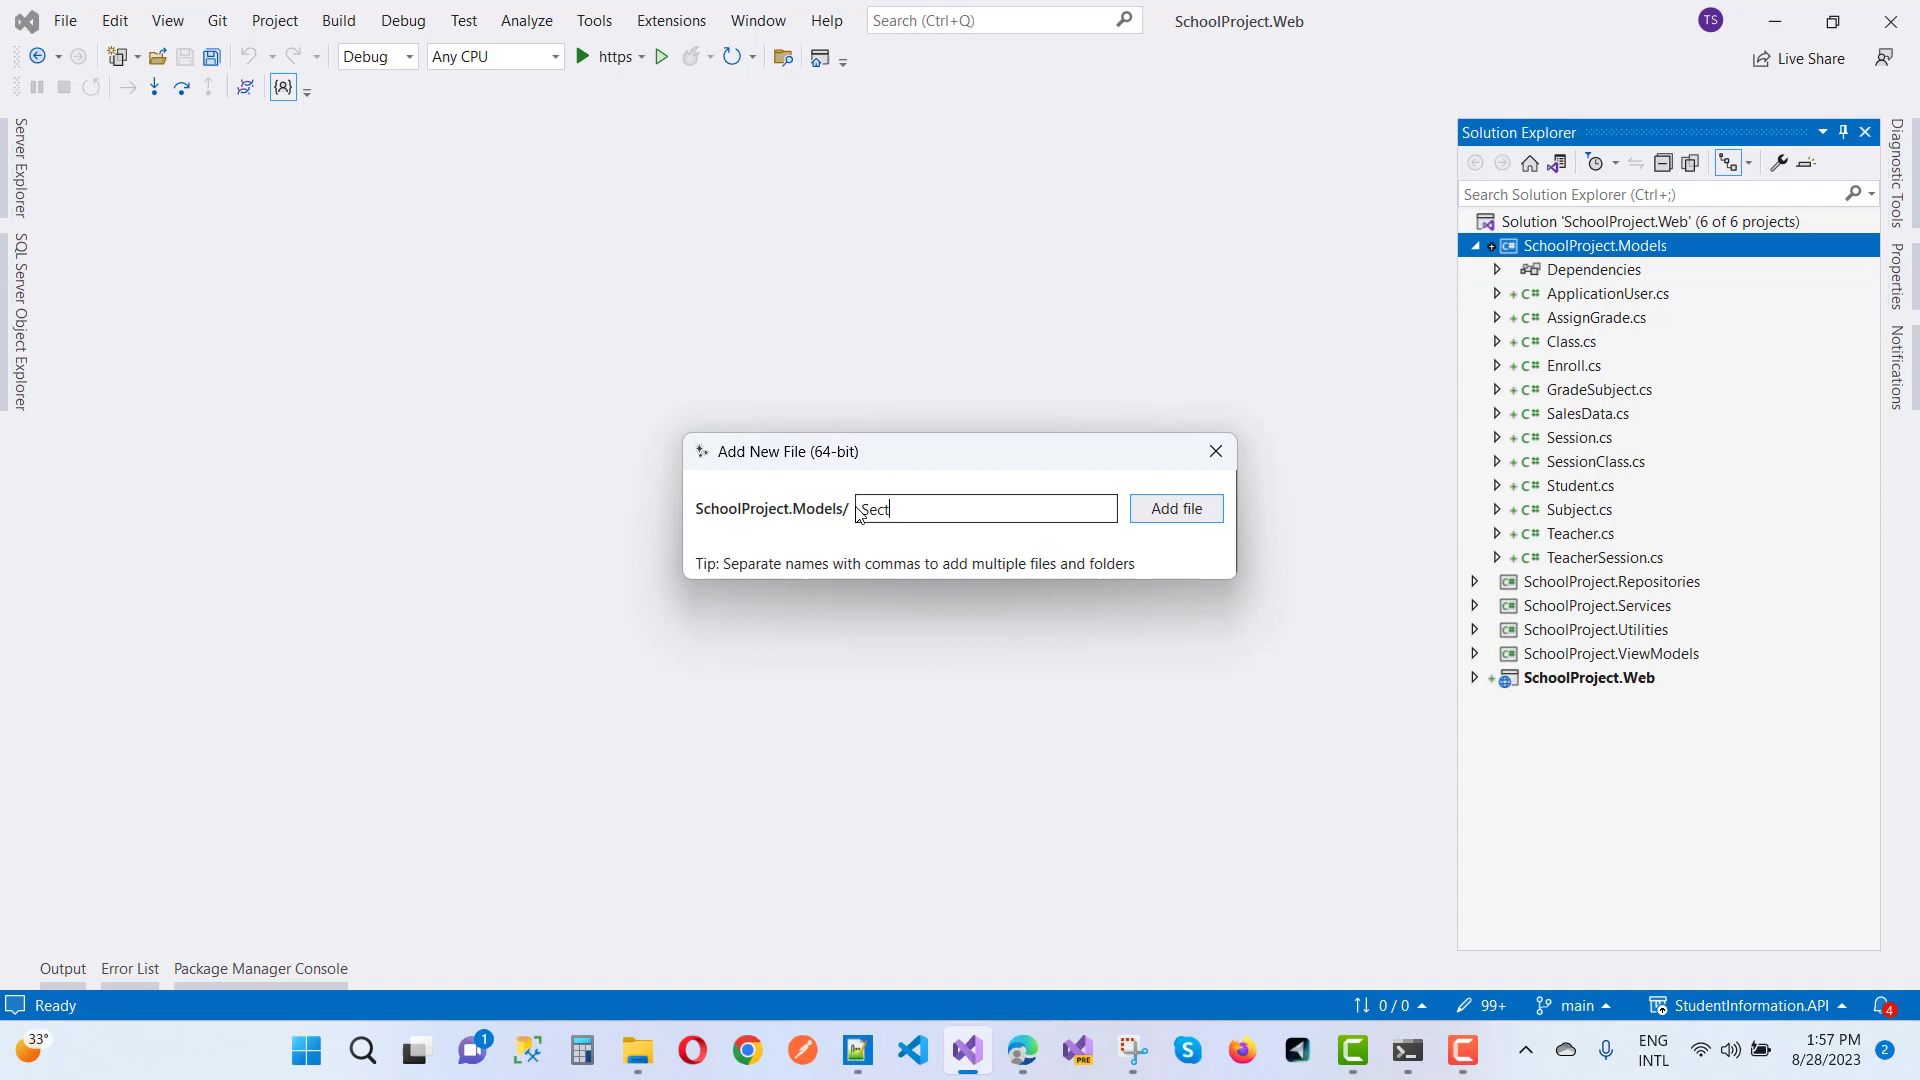 File Edit View Git Project Build Debug Test Analyze Tools Extensions Window Help Search (Ctrl+Q) SchoolProject.Web TS
Debug Any CPU https Live Share
Server Explorer
SQL Server Object Explorer
Solution Explorer
Search Solution Explorer (Ctrl+;)
Solution 'SchoolProject.Web' (6 of 6 projects)
C# SchoolProject.Models
Dependencies
C# ApplicationUser.cs
C# AssignGrade.cs
C# Class.cs
C# Enroll.cs
C# GradeSubject.cs
C# SalesData.cs
C# Session.cs
C# SessionClass.cs
C# Student.cs
C# Subject.cs
C# Teacher.cs
C# TeacherSession.cs
C# SchoolProject.Repositories
C# SchoolProject.Services
C# SchoolProject.Utilities
C# SchoolProject.ViewModels
SchoolProject.Web
Diagnostic Tools
Properties
Notifications
Add New File (64-bit)
SchoolProject.Models/ Sect Add file
Tip: Separate names with commas to add multiple files and folders
Output Error List Package Manager Console
Ready 0 / 0 99+ main StudentInformation.API 4
33° 1 PRE ENG 1:57 PM
INTL 8/28/2023 2